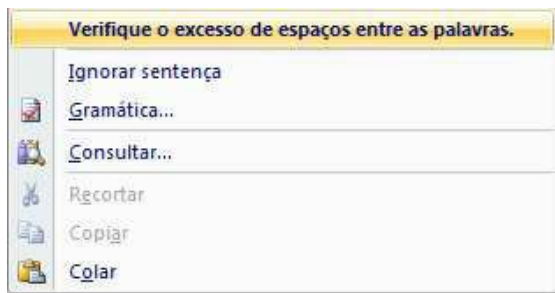 Verifique o excesso de espaços entre as palavras.
Ignorar sentença
Gramática...
Consultar...
Recortar
Copiar
Colar